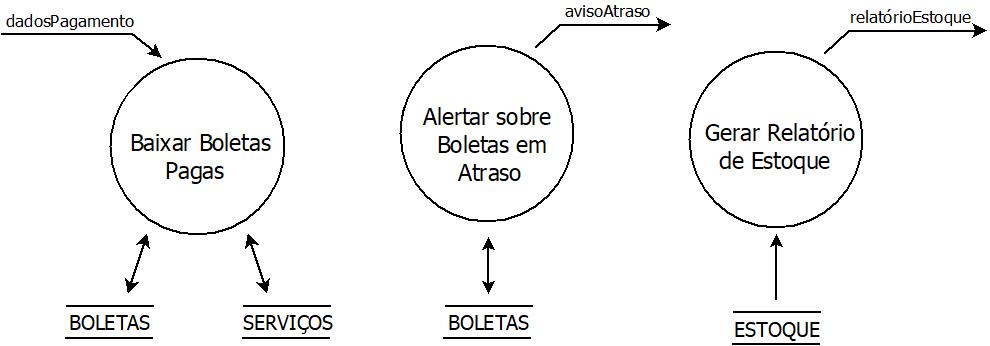 dadosPagamento
Baixar Boletas
Pagas
BOLETAS
SERVIÇOS
avisoAtraso
Alertar sobre
Boletas em
Atraso
BOLETAS
relatórioEstoque
Gerar Relatório
de Estoque
ESTOQUE